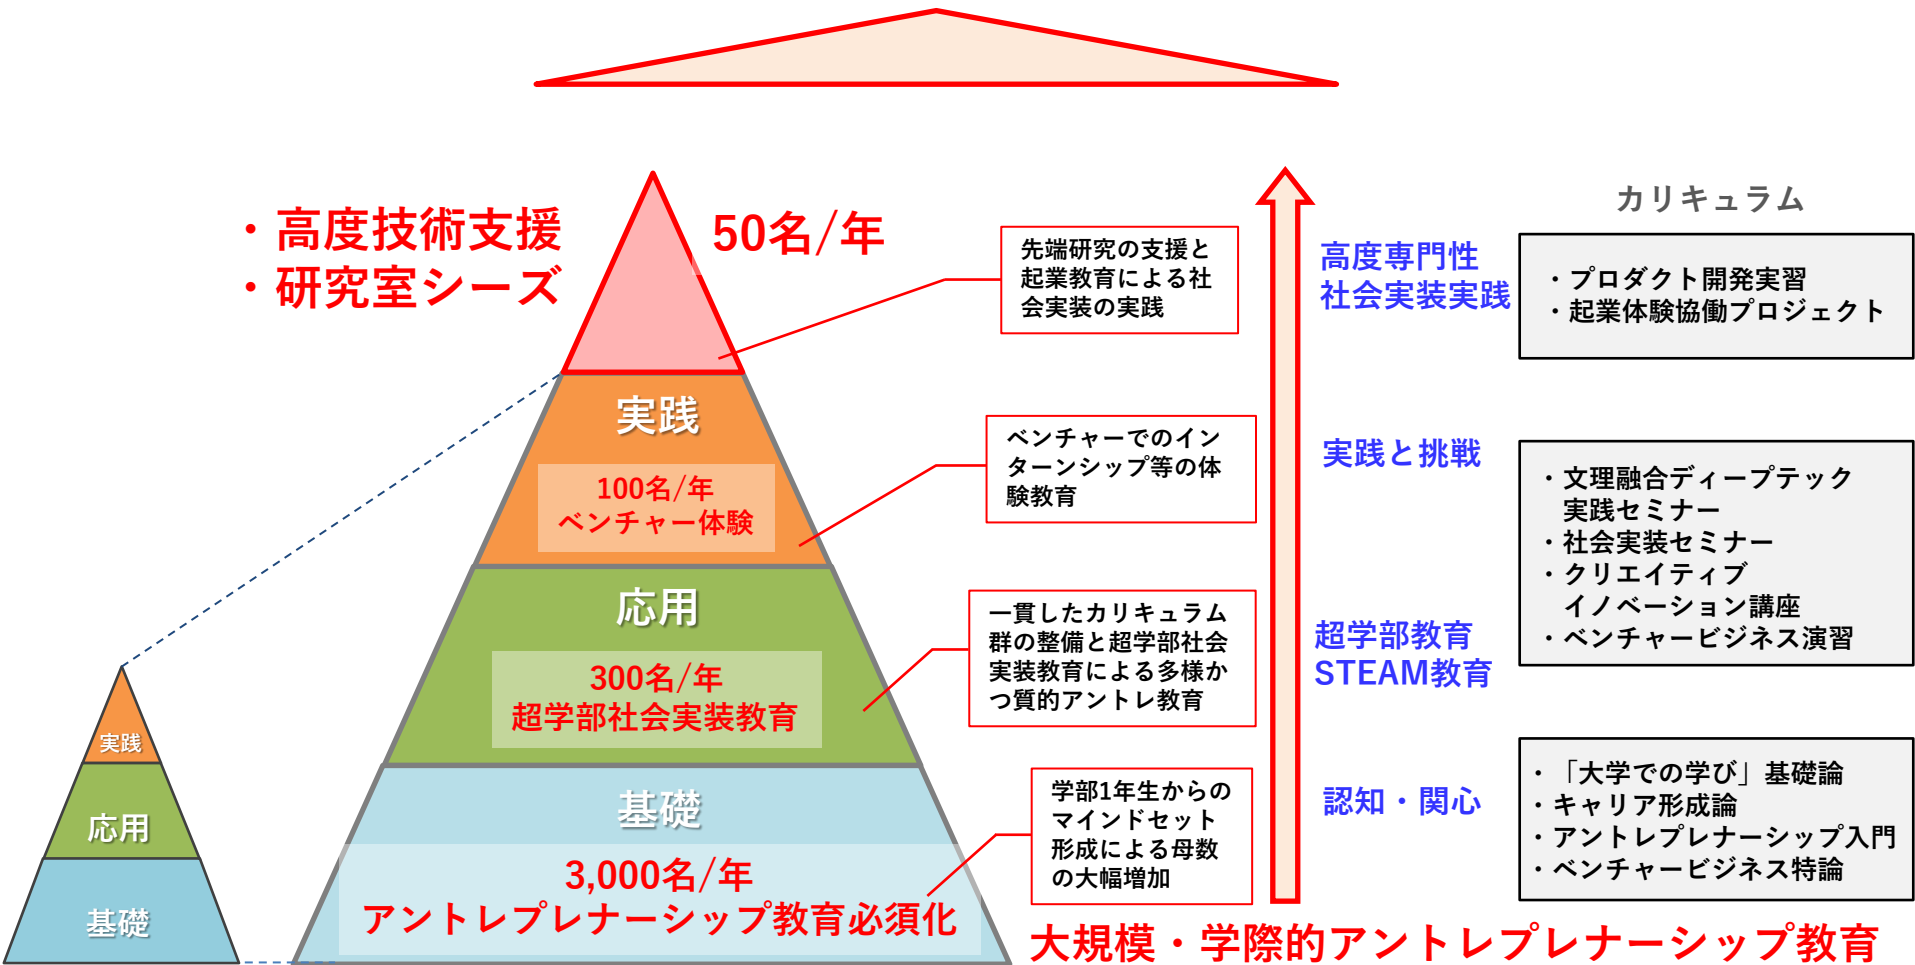 ・高度技術支援
・研究室シーズ
50名/年
先端研究の支援と
起業教育による社
会実装の実践
高度専門性
社会実装実践
カリキュラム
・プロダクト開発実習
・起業体験協働プロジェクト
実践
100名/年
ベンチャー体験
ベンチャーでのイン
ターンシップ等の体
験教育
実践と挑戦
・文理融合ディープテック
実践セミナー
・社会実装セミナー
・クリエイティブ
イノベーション講座
・ベンチャービジネス演習
応用
300名/年
超学部社会実装教育
一貫したカリキュラム
群の整備と超学部社会
実装教育による多様か
つ質的アントレ教育
超学部教育
STEAM教育
基礎
3,000名/年
アントレプレナーシップ教育必須化
学部1年生からの
マインドセット
形成による母数
の大幅増加
認知・関心
・「大学での学び」基礎論
・キャリア形成論
・アントレプレナーシップ入門
・ベンチャービジネス特論
大規模・学際的アントレプレナーシップ教育
実践
応用
基礎